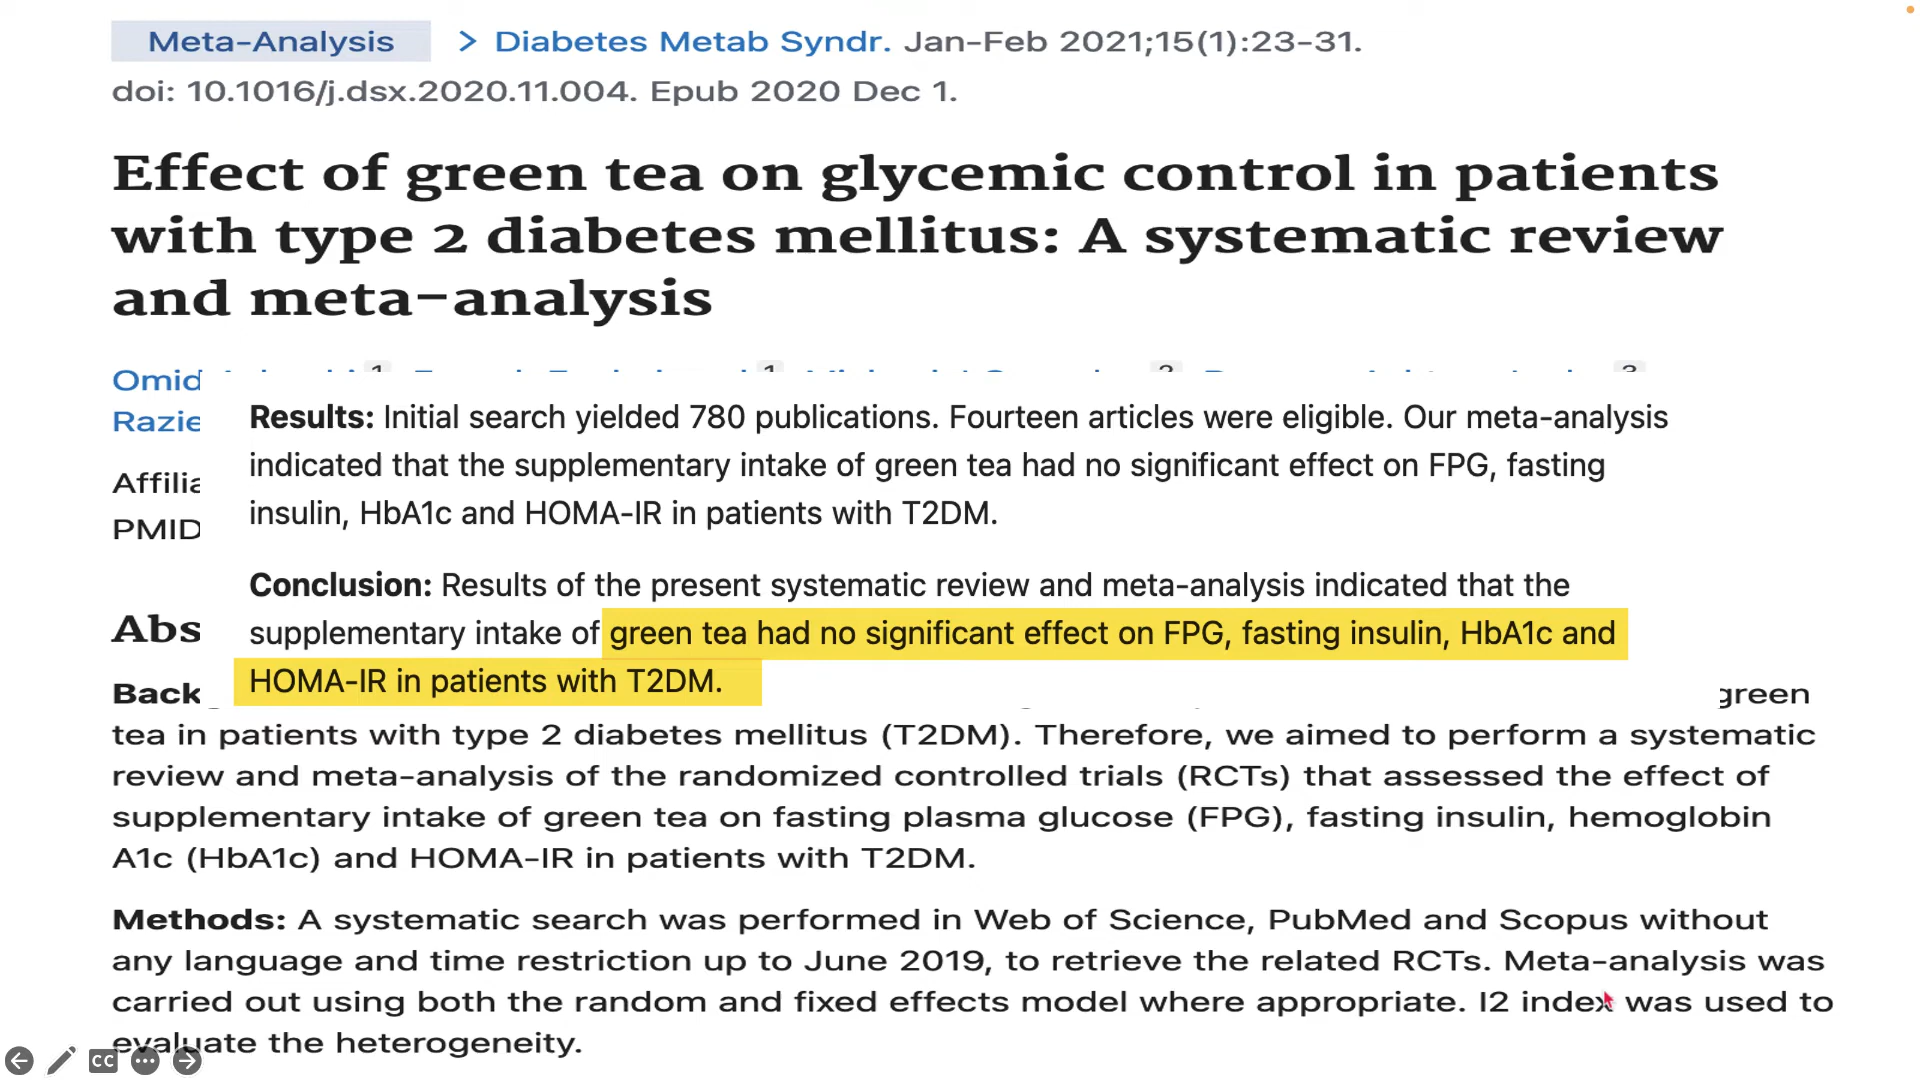 Meta-Analysis > Diabetes Metab Syndr. Jan-Feb 2021;15(1):23-31.
doi: 10.1016/j.dsx.2020.11.004. Epub 2020 Dec 1.
Effect of green tea on glycemic control in patients
with type 2 diabetes mellitus: A systematic review
and meta-analysis
Omid
Razie
Results: Initial search yielded 780 publications. Fourteen articles were eligible. Our meta-analysis
indicated that the supplementary intake of green tea had no significant effect on FPG, fasting
insulin, HbA1c and HOMA-IR in patients with T2DM.
Affilia
PMID
Conclusion: Results of the present systematic review and meta-analysis indicated that the
supplementary intake of green tea had no significant effect on FPG, fasting insulin, HbA1c and
HOMA-IR in patients with T2DM.
Abs
Back green
tea in patients with type 2 diabetes mellitus (T2DM). Therefore, we aimed to perform a systematic
review and meta-analysis of the randomized controlled trials (RCTs) that assessed the effect of
supplementary intake of green tea on fasting plasma glucose (FPG), fasting insulin, hemoglobin
A1c (HbA1c) and HOMA-IR in patients with T2DM.
Methods: A systematic search was performed in Web of Science, PubMed and Scopus without
any language and time restriction up to June 2019, to retrieve the related RCTs. Meta-analysis was
carried out using both the random and fixed effects model where appropriate. I2 index was used to
evaluate the heterogeneity.
CC